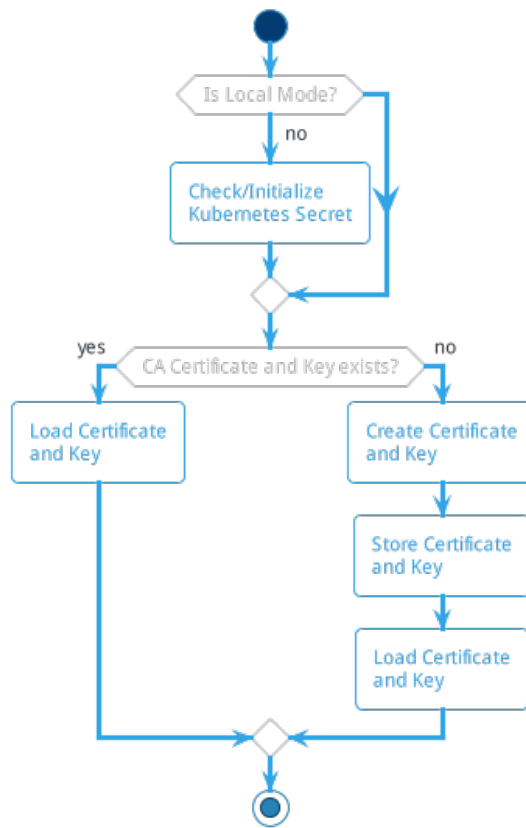 Is Local Mode?
no
Check/Initialize
Kubernetes Secret
yes
CA Certificate and Key exists?
no
Load Certificate
and Key
Create Certificate
and Key
Store Certificate
and Key
Load Certificate
and Key